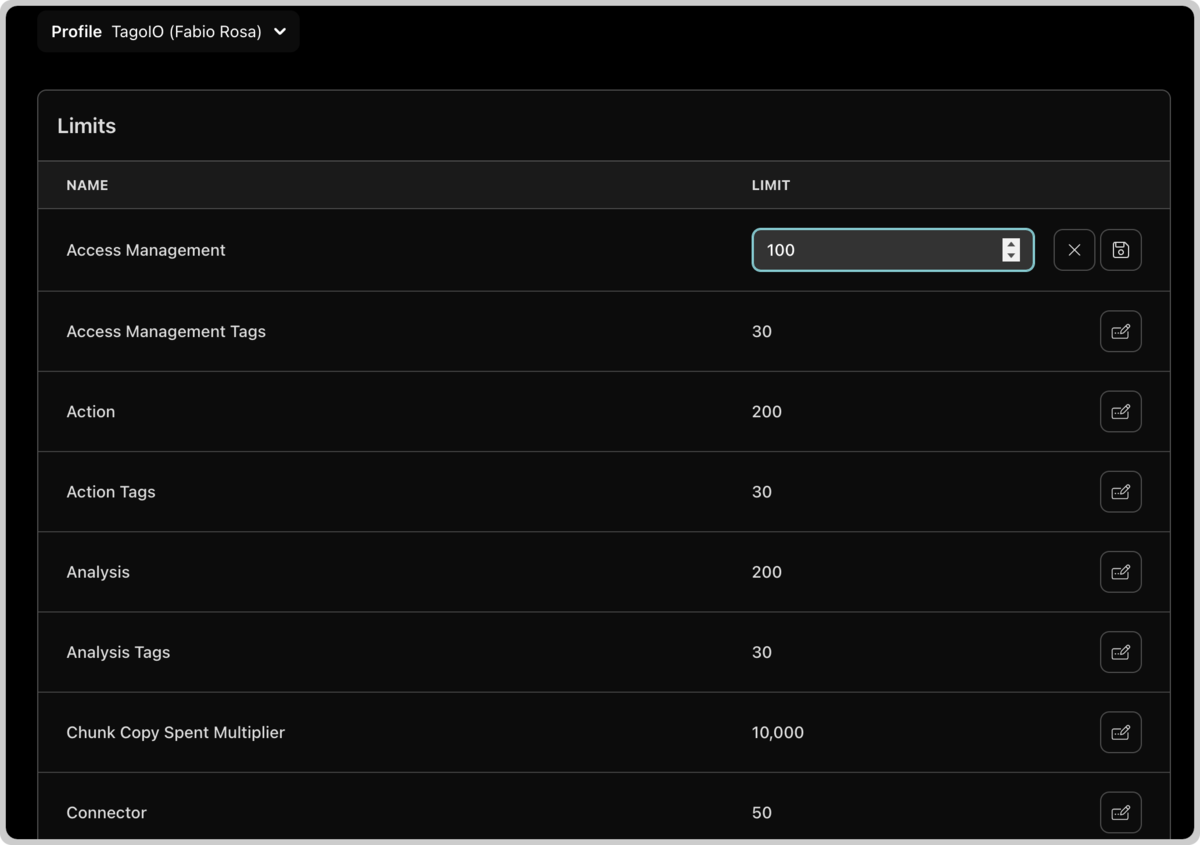 Profile TagoIO (Fabio Rosa)
Limits
NAME LIMIT
Access Management 100
Access Management Tags 30
Action 200
Action Tags 30
Analysis 200
Analysis Tags 30
Chunk Copy Spent Multiplier 10,000
Connector 50